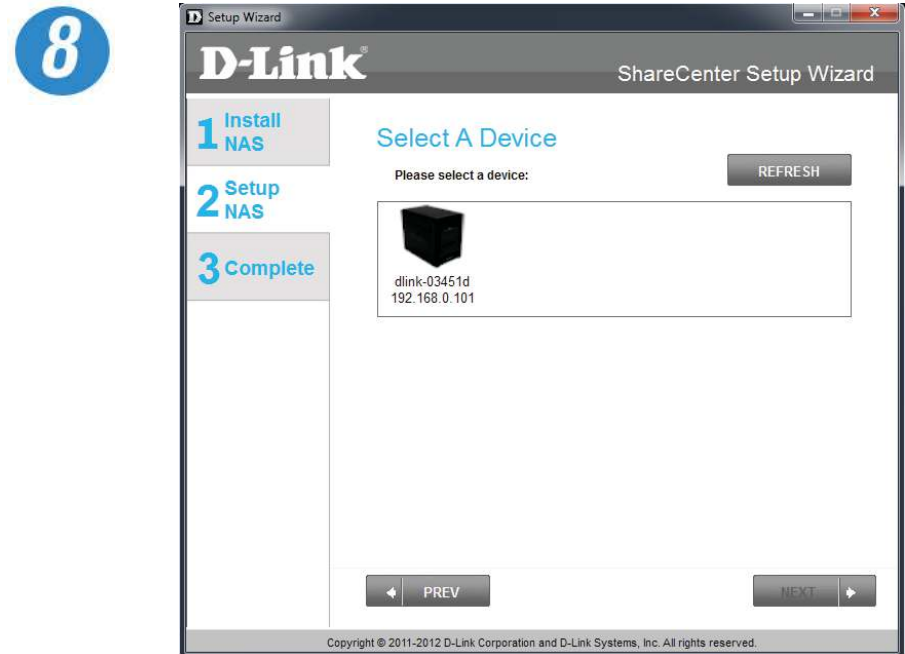 8
Setup Wizard
D-Link®
ShareCenter Setup Wizard
1 Install NAS
2 Setup NAS
3 Complete
Select A Device
Please select a device:
REFRESH
dlink-03451d
192.168.0.101
PREV
NEXT
Copyright © 2011-2012 D-Link Corporation and D-Link Systems, Inc. All rights reserved.